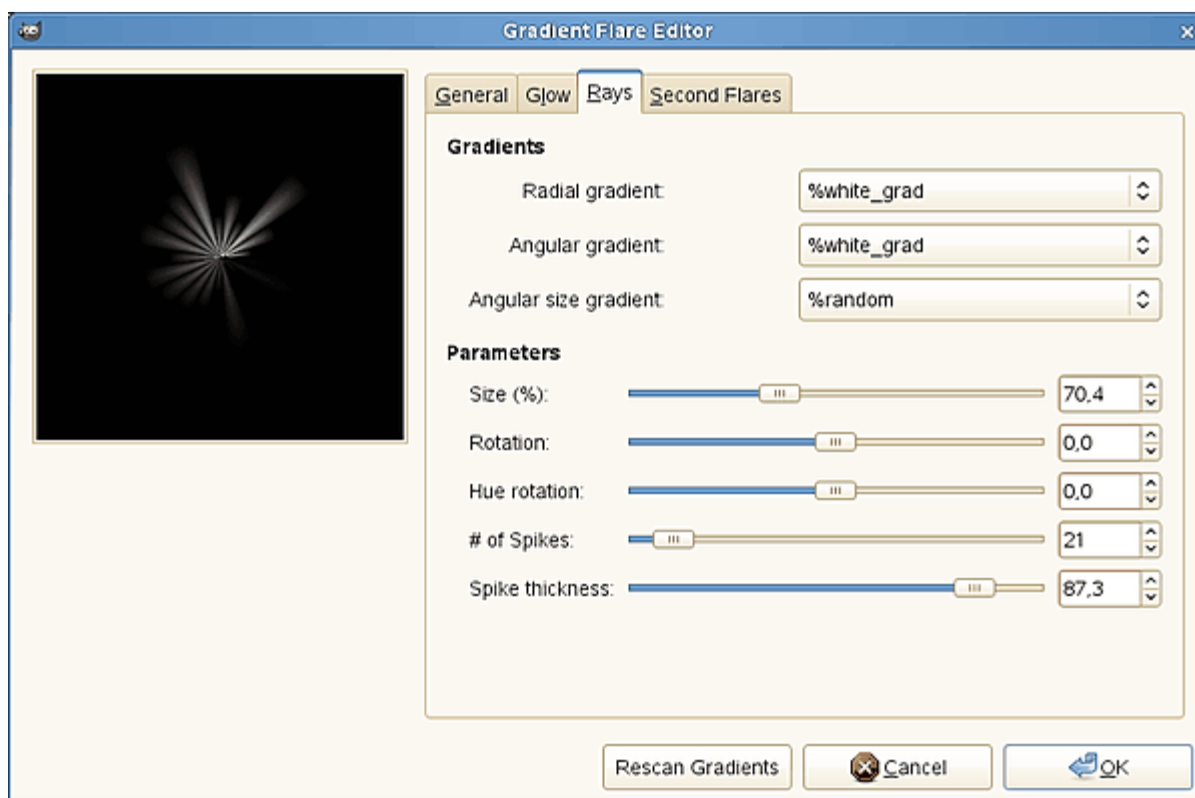 Gradient Flare Editor
General Glow Rays Second Flares
Gradients
Radial gradient: %white_grad
Angular gradient: %white_grad
Angular size gradient: %random
Parameters
Size (%): 70,4
Rotation: 0,0
Hue rotation: 0,0
# of Spikes: 21
Spike thickness: 87,3
Rescan Gradients Cancel OK